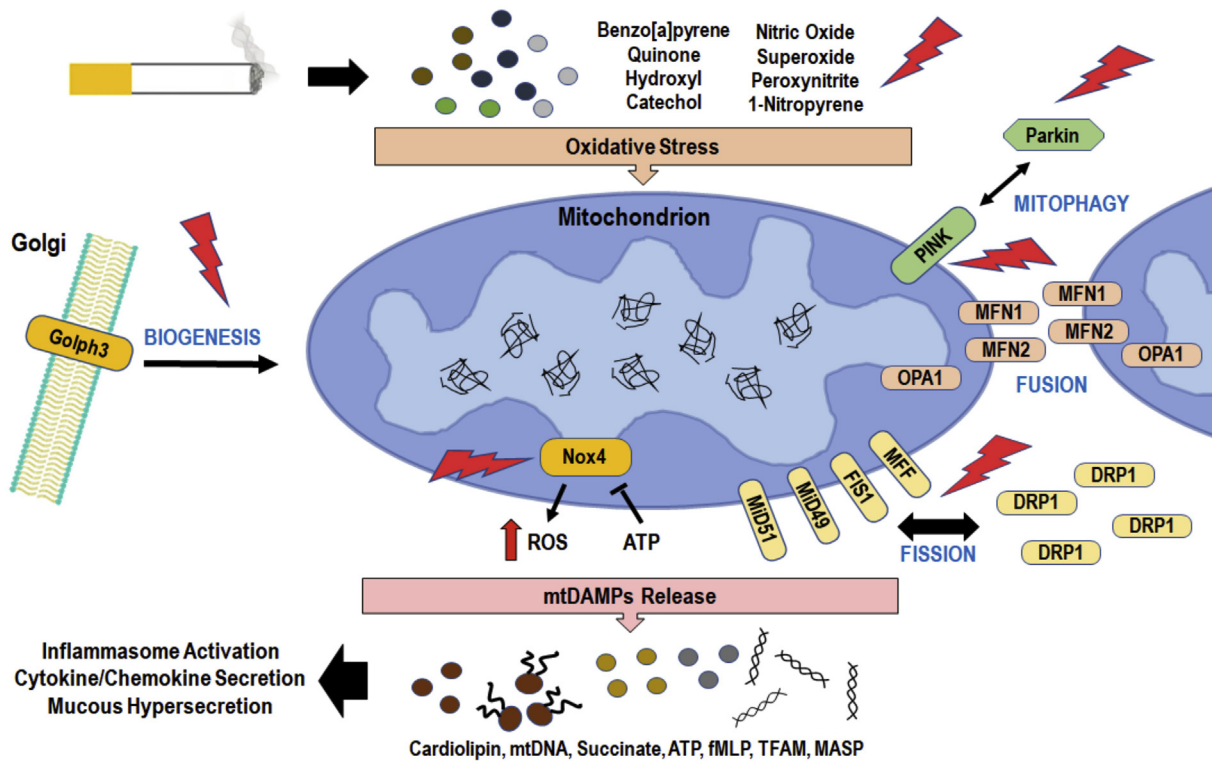 Benzo[a]pyrene
Quinone
Hydroxyl
Catechol
Nitric Oxide
Superoxide
Peroxynitrite
1-Nitropyrene
Oxidative Stress
Parkin
MITOPHAGY
PINK
Mitochondrion
Golgi
Golph3
BIOGENESIS
MFN1
MFN1
MFN2
MFN2
OPA1
OPA1
FUSION
Nox4
ROS
ATP
MiD51
MiD49
FIS1
MFF
FISSION
DRP1
DRP1
DRP1
DRP1
mtDAMPs Release
Inflammasome Activation
Cytokine/Chemokine Secretion
Mucous Hypersecretion
Cardiolipin, mtDNA, Succinate, ATP, fMLP, TFAM, MASP